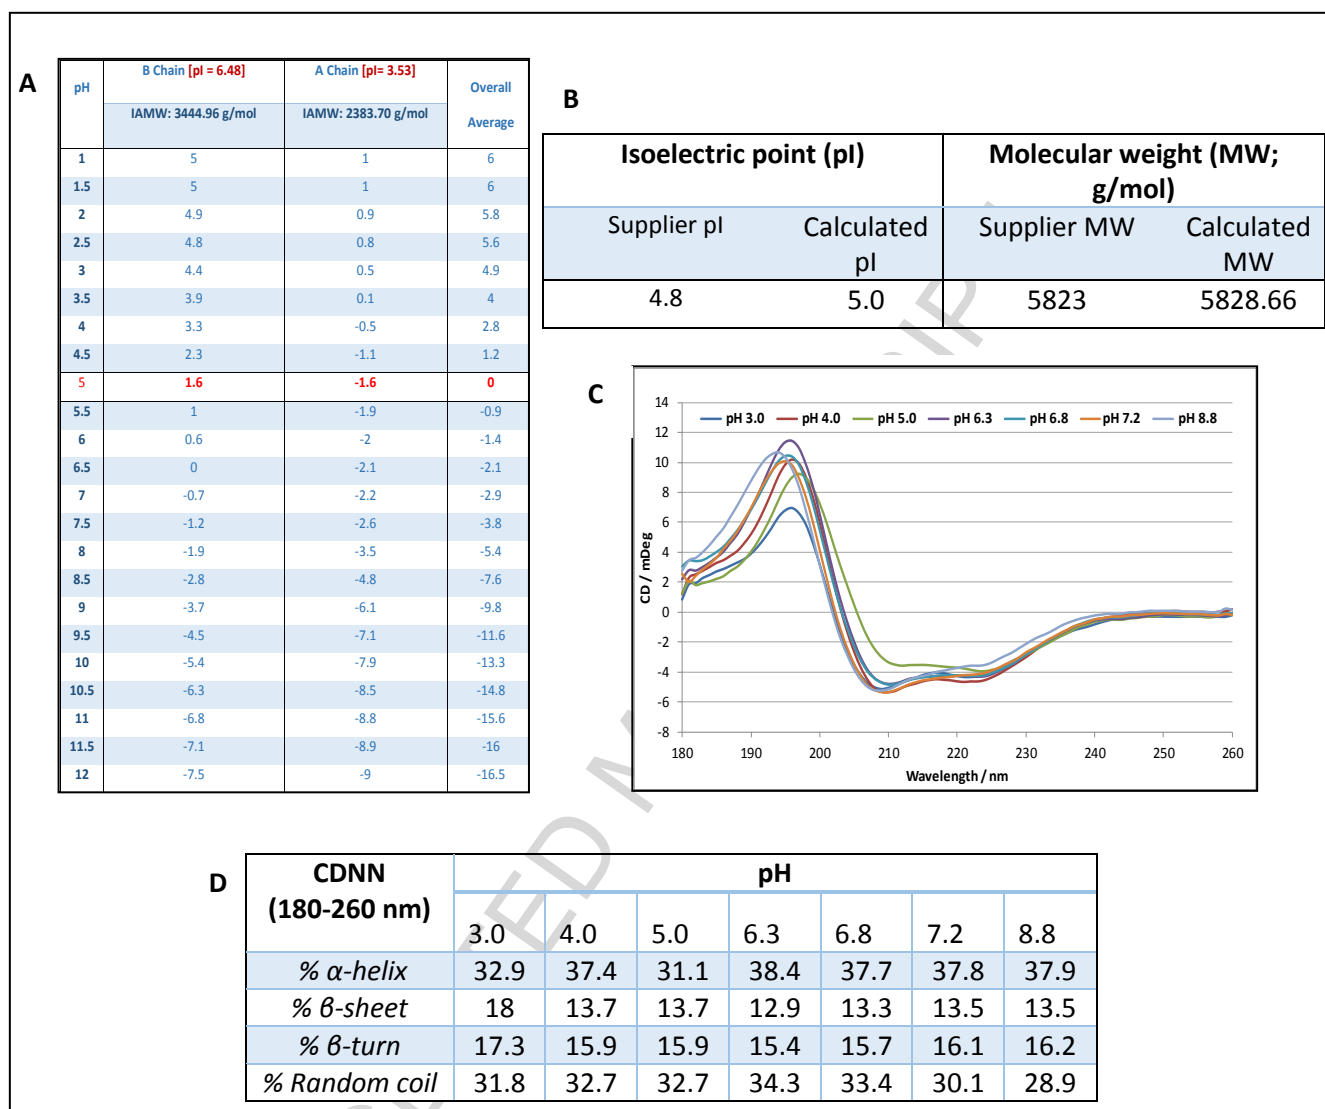 A
pH
B Chain [pI = 6.48]
A Chain [pI= 3.53]
Overall
Average
IAMW: 3444.96 g/mol
IAMW: 2383.70 g/mol
1 5 1 6
1.5 5 1 6
2 4.9 0.9 5.8
2.5 4.8 0.8 5.6
3 4.4 0.5 4.9
3.5 3.9 0.1 4
4 3.3 -0.5 2.8
4.5 2.3 -1.1 1.2
5 1.6 -1.6 0
5.5 1 -1.9 -0.9
6 0.6 -2 -1.4
6.5 0 -2.1 -2.1
7 -0.7 -2.2 -2.9
7.5 -1.2 -2.6 -3.8
8 -1.9 -3.5 -5.4
8.5 -2.8 -4.8 -7.6
9 -3.7 -6.1 -9.8
9.5 -4.5 -7.1 -11.6
10 -5.4 -7.9 -13.3
10.5 -6.3 -8.5 -14.8
11 -6.8 -8.8 -15.6
11.5 -7.1 -8.9 -16
12 -7.5 -9 -16.5
B
Isoelectric point (pI)
Molecular weight (MW;
g/mol)
Supplier pI
Calculated
pI
Supplier MW
Calculated
MW
4.8 5.0 5823 5828.66
C
pH 3.0 pH 4.0 pH 5.0 pH 6.3 pH 6.8 pH 7.2 pH 8.8
CD / mDeg
14
12
10
8
6
4
2
0
-2
-4
-6
-8
180 190 200 210 220 230 240 250 260
Wavelength / nm
D
CDNN
(180-260 nm)
pH
3.0 4.0 5.0 6.3 6.8 7.2 8.8
% α-helix 32.9 37.4 31.1 38.4 37.7 37.8 37.9
% β-sheet 18 13.7 13.7 12.9 13.3 13.5 13.5
% β-turn 17.3 15.9 15.9 15.4 15.7 16.1 16.2
% Random coil 31.8 32.7 32.7 34.3 33.4 30.1 28.9